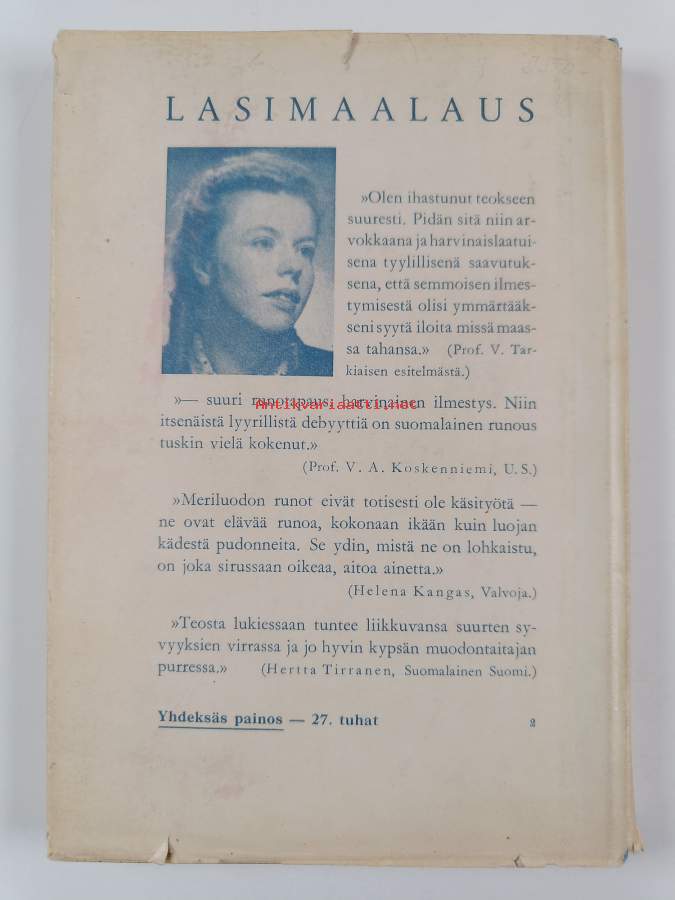 LASIMAALAUS
»Olen ihastunut teokseen
suuresti. Pidän sitä niin ar-
vokkaana ja harvinaislaatui-
sena tyylillisenä saavutuk-
sena, että semmoisen ilmes-
tymisestä olisi ymmärtääk-
seni syytä iloita missä maas-
sa tahansa.» (Prof. V. Tar-
kiaisen esitelmästä.)
»— suuri runotapaus, harvinainen ilmestys. Niin
Antikvariaatti.net
itsenäistä lyyrillistä debyyttiä on suomalainen runous
tuskin vielä kokenut.»
(Prof. V. A. Koskenniemi, U. S.)
»Meriluodon runot eivät totisesti ole käsityötä —
ne ovat elävää runoa, kokonaan ikään kuin luojan
kädestä pudonneita. Se ydin, mistä ne on lohkaistu,
on joka sirussaan oikeaa, aitoa ainetta.»
(Helena Kangas, Valvoja.)
»Teosta lukiessaan tuntee liikkuvansa suurten sy-
vyyksien virrassa ja jo hyvin kypsän muodontaitajan
purressa.» (Hertta Tirranen, Suomalainen Suomi.)
Yhdeksäs painos — 27. tuhat 2